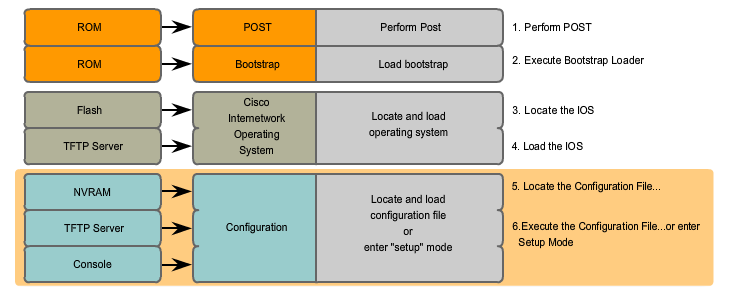 ROM
POST
Perform Post
1. Perform POST
ROM
Bootstrap
Load bootstrap
2. Execute Bootstrap Loader
Flash
TFTP Server
Cisco
Internetwork
Operating
System
Locate and load
operating system
3. Locate the IOS
4. Load the IOS
NVRAM
TFTP Server
Console
Configuration
Locate and load
configuration file
or
enter "setup" mode
5. Locate the Configuration File...
6.Execute the Configuration File...or enter
Setup Mode